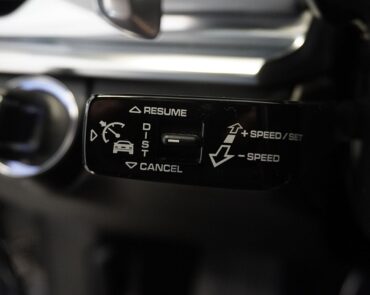 RESUME
DIST
+ SPEED / SET
- SPEED
CANCEL